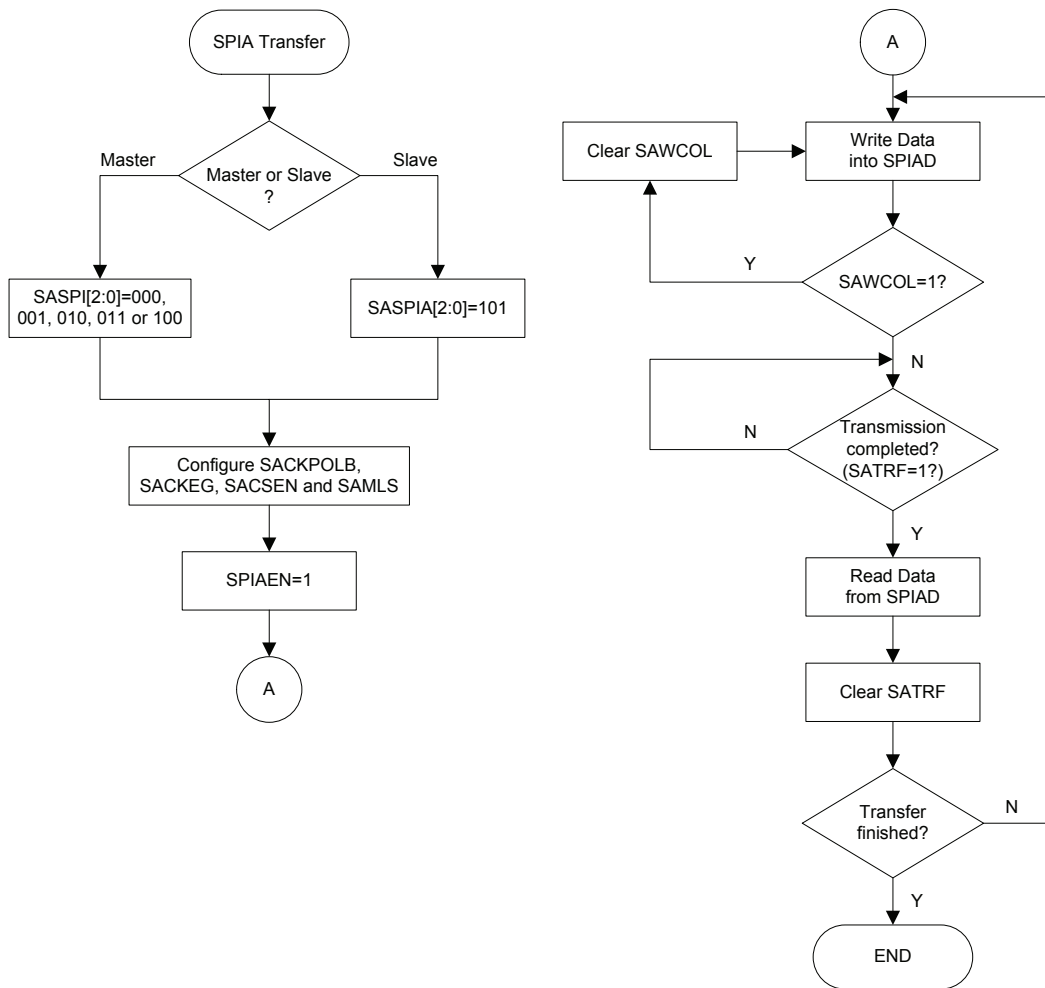 SPIA Transfer
Master
Master or Slave
?
Slave
SASPI[2:0]=000,
001, 010, 011 or 100
SASPIA[2:0]=101
Configure SACKPOLB,
SACKEG, SACSEN and SAMLS
SPIAEN=1
A
A
Clear SAWCOL
Write Data
into SPIAD
Y
SAWCOL=1?
N
Transmission
completed?
(SATRF=1?)
N
Y
Read Data
from SPIAD
Clear SATRF
Transfer
finished?
N
Y
END